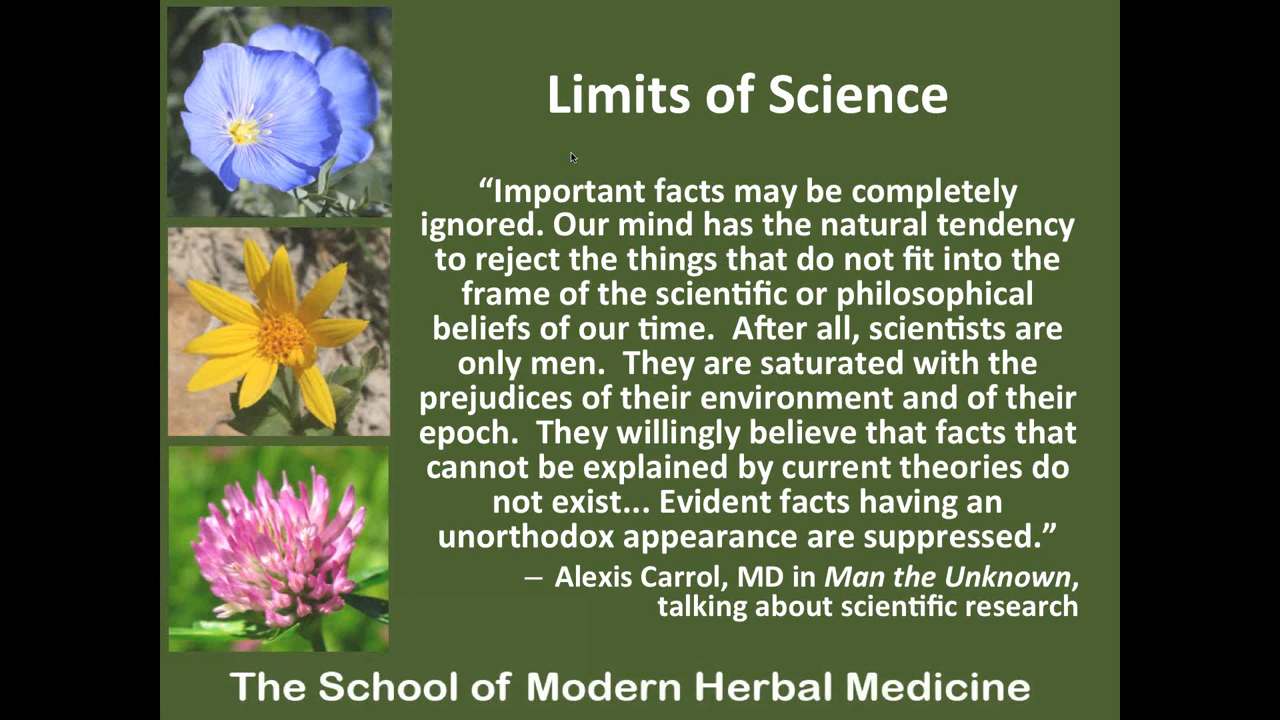 Limits of Science
“Important facts may be completely
ignored. Our mind has the natural tendency
to reject the things that do not fit into the
frame of the scientific or philosophical
beliefs of our time.  After all, scientists are
only men.  They are saturated with the
prejudices of their environment and of their
epoch.  They willingly believe that facts that
cannot be explained by current theories do
not exist... Evident facts having an
unorthodox appearance are suppressed.”
– Alexis Carrol, MD in Man the Unknown,
talking about scientific research
The School of Modern Herbal Medicine